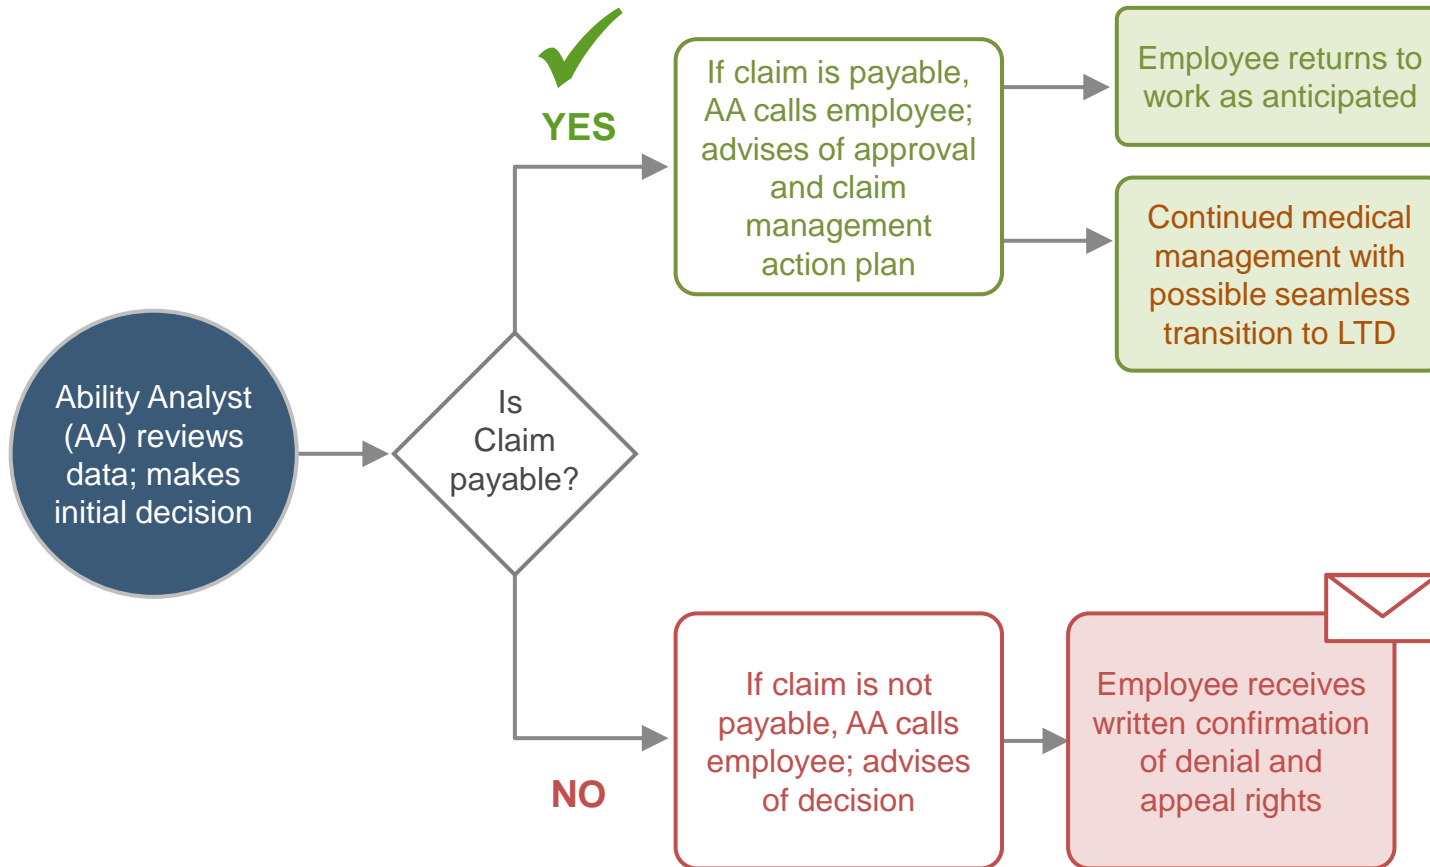 Ability Analyst
(AA) reviews
data; makes
initial decision
Is
Claim
payable?
YES
If claim is payable,
AA calls employee;
advises of approval
and claim
management
action plan
Employee returns to
work as anticipated
Continued medical
management with
possible seamless
transition to LTD
NO
If claim is not
payable, AA calls
employee; advises
of decision
Employee receives
written confirmation
of denial and
appeal rights